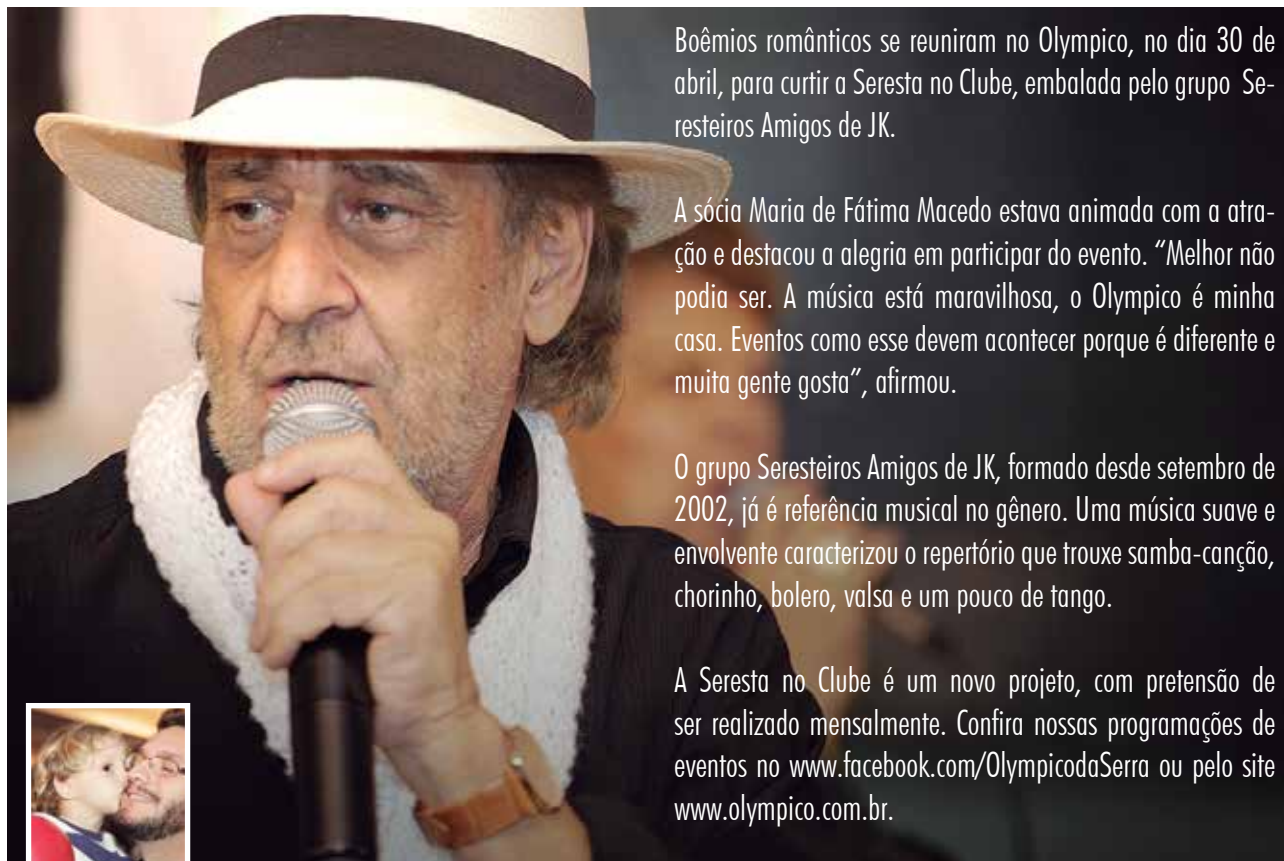 Boêmios românticos se reuniram no Olympico, no dia 30 de
abril, para curtir a Seresta no Clube, embalada pelo grupo Se-
resteiros Amigos de JK.
A sócia Maria de Fátima Macedo estava animada com a atra-
ção e destacou a alegria em participar do evento. “Melhor não
podia ser. A música está maravilhosa, o Olympico é minha
casa. Eventos como esse devem acontecer porque é diferente e
muita gente gosta”, afirmou.
O grupo Seresteiros Amigos de JK, formado desde setembro de
2002, já é referência musical no gênero. Uma música suave e
envolvente caracterizou o repertório que trouxe samba-canção,
chorinho, bolero, valsa e um pouco de tango.
A Seresta no Clube é um novo projeto, com pretensão de
ser realizado mensalmente. Confira nossas programações de
eventos no www.facebook.com/OlympicodaSerra ou pelo site
www.olympico.com.br.